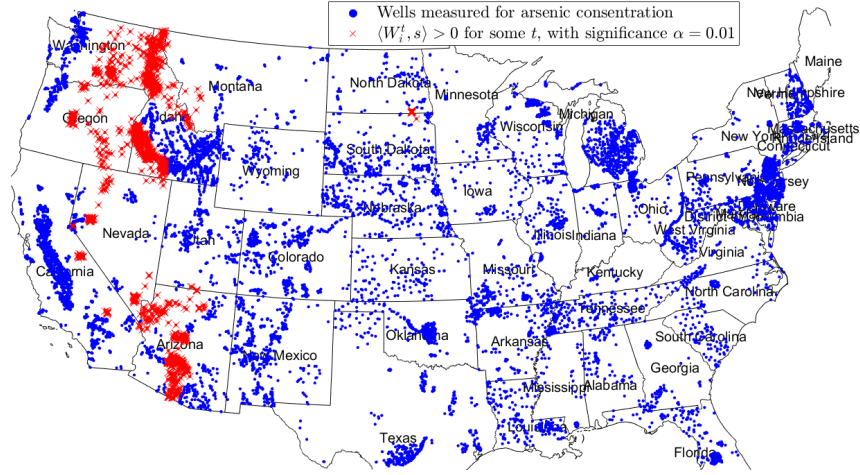 Wells measured for arsenic consentration
⟨W_i^t, s⟩ > 0 for some t, with significance α = 0.01
Washington
Maine
Montana
North Dakota
Minnesota
New Hampshire
Oregon
Idaho
Wisconsin
Michigan
Massachusetts
New York
Connecticut
South Dakota
Wyoming
Pennsylvania
Iowa
Nebraska
Ohio
Nevada
Utah
Illinois
Indiana
West Virginia
Colorado
Virginia
California
Kansas
Missouri
Kentucky
North Carolina
Tennessee
Oklahoma
Arkansas
South Carolina
Arizona
New Mexico
Georgia
Mississippi
Alabama
Louisiana
Texas
Florida